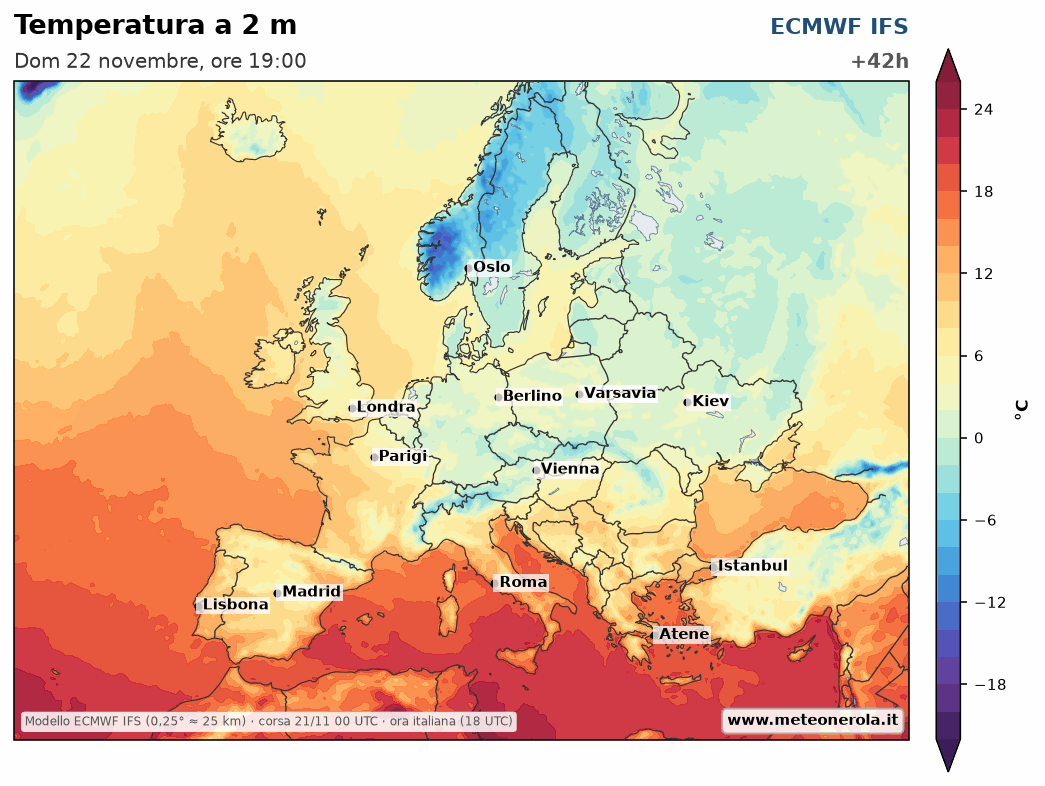 Temperatura a 2 m
ECMWF IFS
Dom 22 novembre, ore 19:00
+42h
24
18
12
6
0
−6
−12
−18
°C
Oslo
Londra
Berlino
Varsavia
Kiev
Parigi
Vienna
Istanbul
Madrid
Roma
Lisbona
Atene
Modello ECMWF IFS (0,25° ≈ 25 km) · corsa 21/11 00 UTC · ora italiana (18 UTC)
www.meteonerola.it